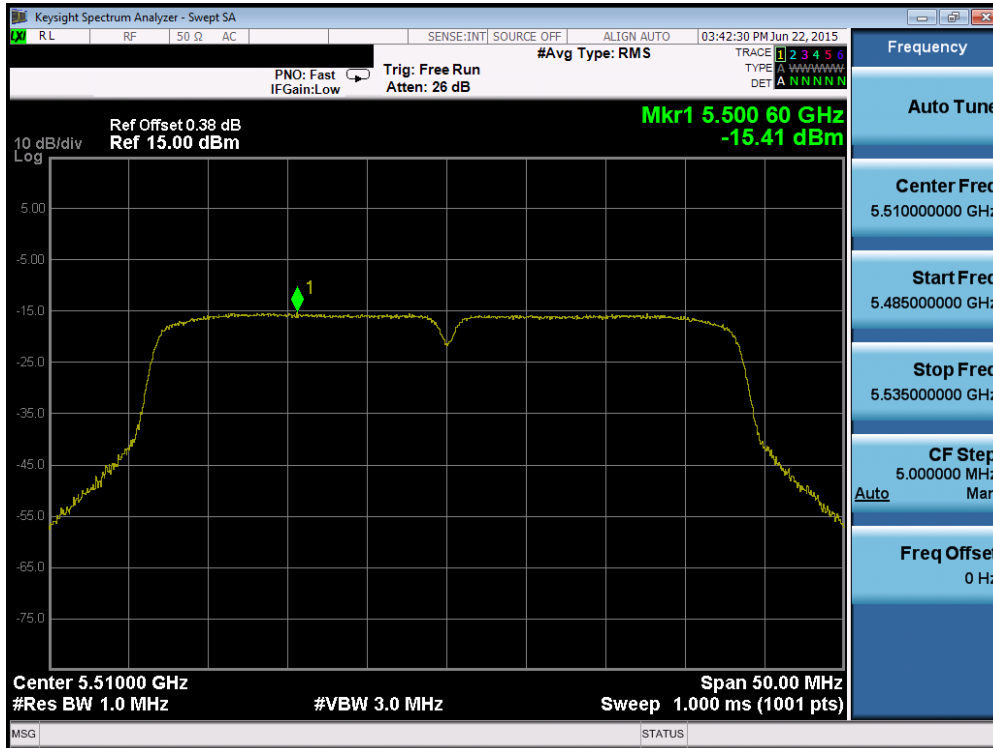 Keysight Spectrum Analyzer - Swept SA
LXI RL RF 50 Ω AC SENSE:INT SOURCE OFF ALIGN AUTO 03:42:30 PM Jun 22, 2015
PNO: Fast
IFGain:Low
Trig: Free Run
Atten: 26 dB
#Avg Type: RMS
TRACE 1 2 3 4 5 6
TYPE A WWWWW
DET A N N N N N
Mkr1 5.500 60 GHz
-15.41 dBm
10 dB/div
Log
Ref Offset 0.38 dB
Ref 15.00 dBm
1
5.00
-5.00
-15.0
-25.0
-35.0
-45.0
-55.0
-65.0
-75.0
Center 5.51000 GHz
Span 50.00 MHz
#Res BW 1.0 MHz
#VBW 3.0 MHz
Sweep 1.000 ms (1001 pts)
MSG
STATUS
Frequency
Auto Tune
Center Freq
5.510000000 GHz
Start Freq
5.485000000 GHz
Stop Freq
5.535000000 GHz
CF Step
5.000000 MHz
Auto Man
Freq Offset
0 Hz